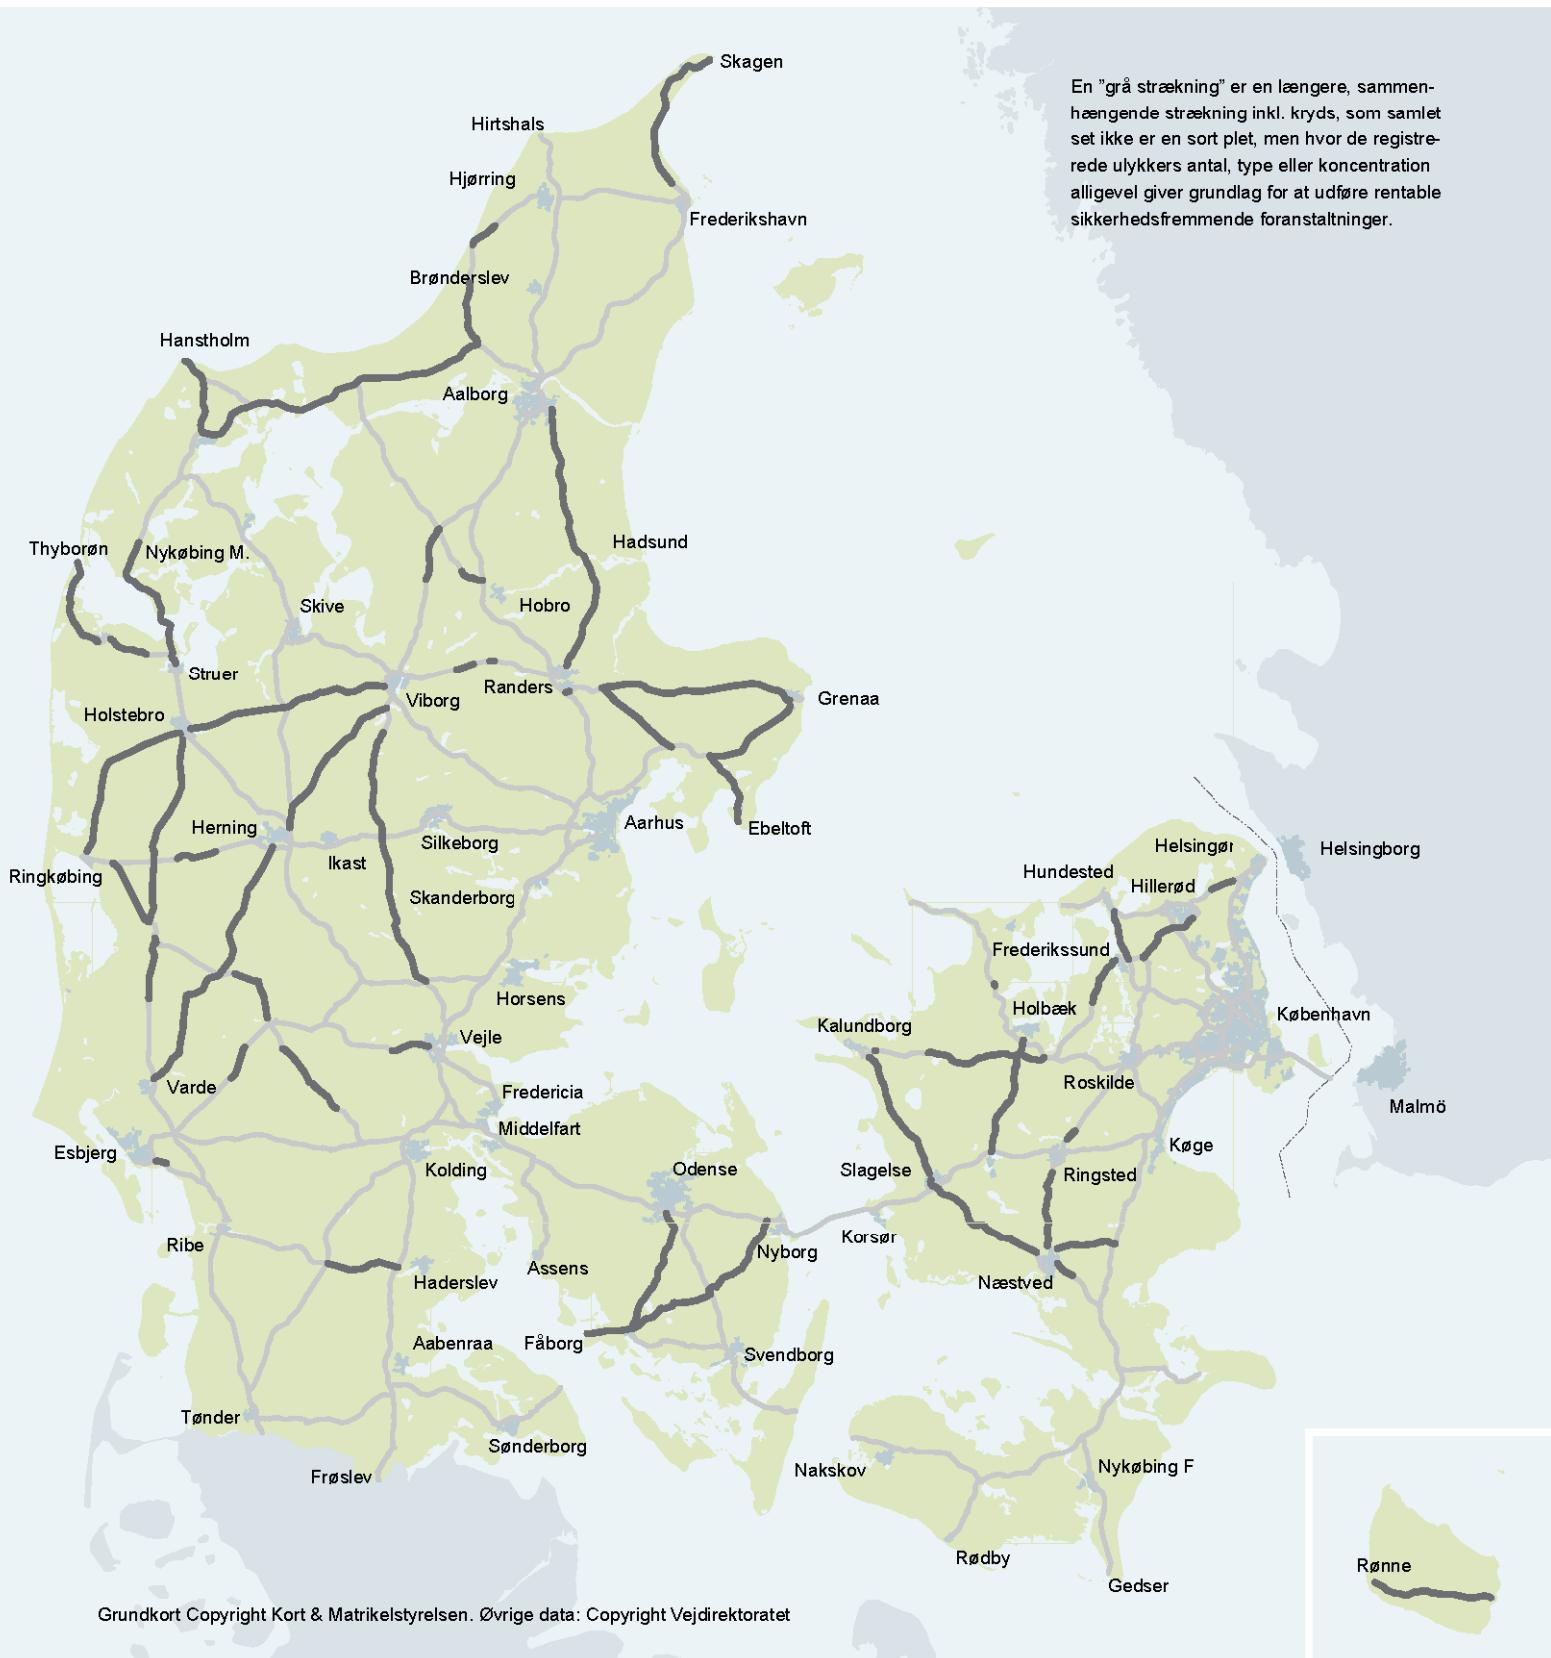 Skagen
En ”grå strækning” er en længere, sammen-
hængende strækning inkl. kryds, som samlet
set ikke er en sort plet, men hvor de registre-
rede ulykkers antal, type eller koncentration
alligevel giver grundlag for at udføre rentable
sikkerhedsfremmende foranstaltninger.
Hirtshals
Hjørring
Frederikshavn
Brønderslev
Hanstholm
Aalborg
Thyborøn
Nykøbing M.
Hadsund
Skive
Hobro
Struer
Viborg
Randers
Grenaa
Holstebro
Herning
Ikast
Silkeborg
Aarhus
Ebeltoft
Ringkøbing
Skanderborg
Helsingør
Helsingborg
Hundested
Hillerød
Frederikssund
Horsens
Holbæk
København
Kalundborg
Vejle
Varde
Fredericia
Roskilde
Malmö
Middelfart
Esbjerg
Kolding
Odense
Slagelse
Ringsted
Køge
Ribe
Nyborg
Korsør
Assens
Haderslev
Næstved
Aabenraa
Fåborg
Svendborg
Tønder
Sønderborg
Frøslev
Nakskov
Nykøbing F
Rødby
Gedser
Rønne
Grundkort Copyright Kort & Matrikelstyrelsen. Øvrige data: Copyright Vejdirektoratet